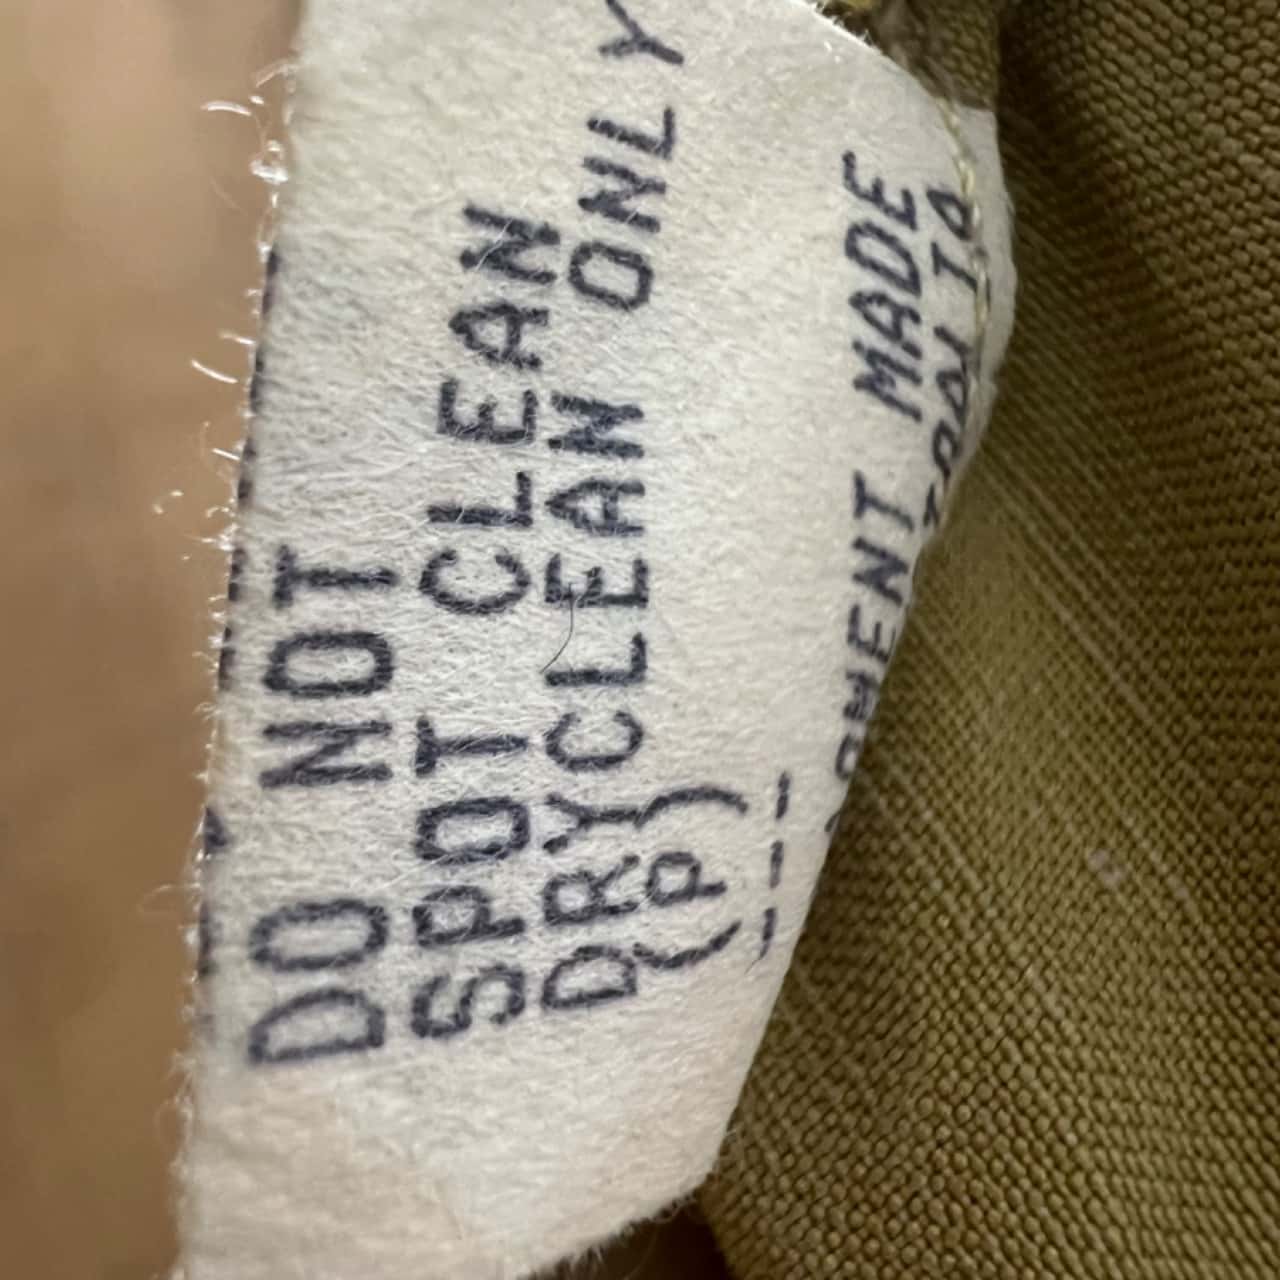 DO NOT
SPOT CLEAN
DRYCLEAN ONLY
(P)
MADE